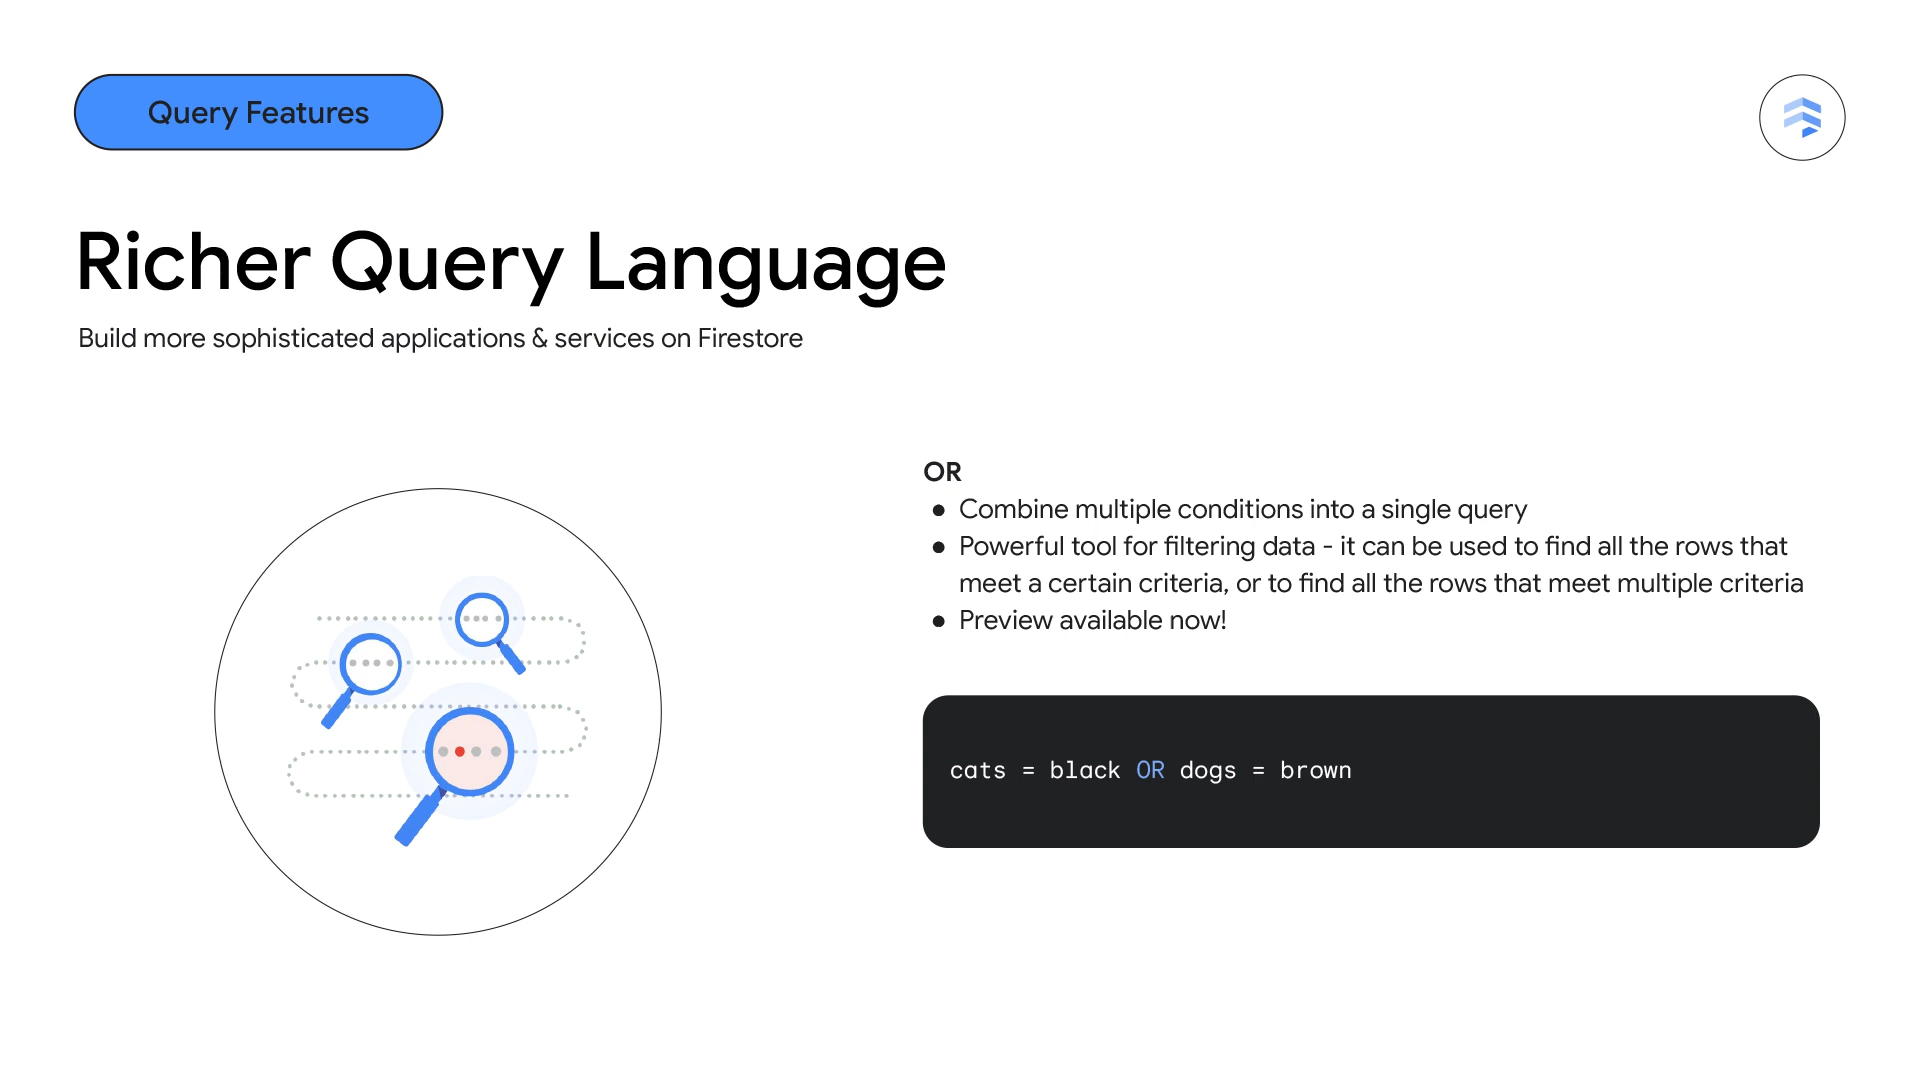 Query Features
Richer Query Language
Build more sophisticated applications & services on Firestore
OR
● Combine multiple conditions into a single query
● Powerful tool for filtering data - it can be used to find all the rows that
meet a certain criteria, or to find all the rows that meet multiple criteria
● Preview available now!
cats = black OR dogs = brown